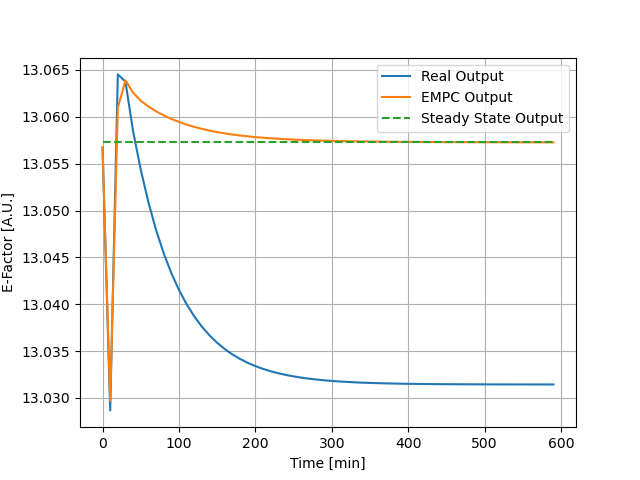 Real Output
EMPC Output
Steady State Output
13.065
13.060
13.055
13.050
13.045
13.040
13.035
13.030
E-Factor [A.U.]
0 100 200 300 400 500 600
Time [min]